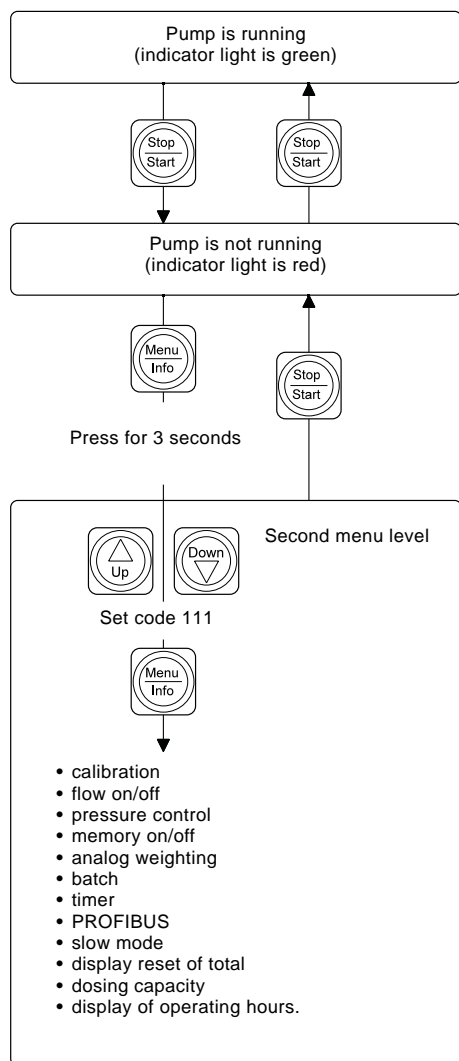 Pump is running
(indicator light is green)
Stop
Start
Stop
Start
Pump is not running
(indicator light is red)
Menu
Info
Stop
Start
Press for 3 seconds
Second menu level
Up
Down
Set code 111
Menu
Info
• calibration
• flow on/off
• pressure control
• memory on/off
• analog weighting
• batch
• timer
• PROFIBUS
• slow mode
• display reset of total
• dosing capacity
• display of operating hours.